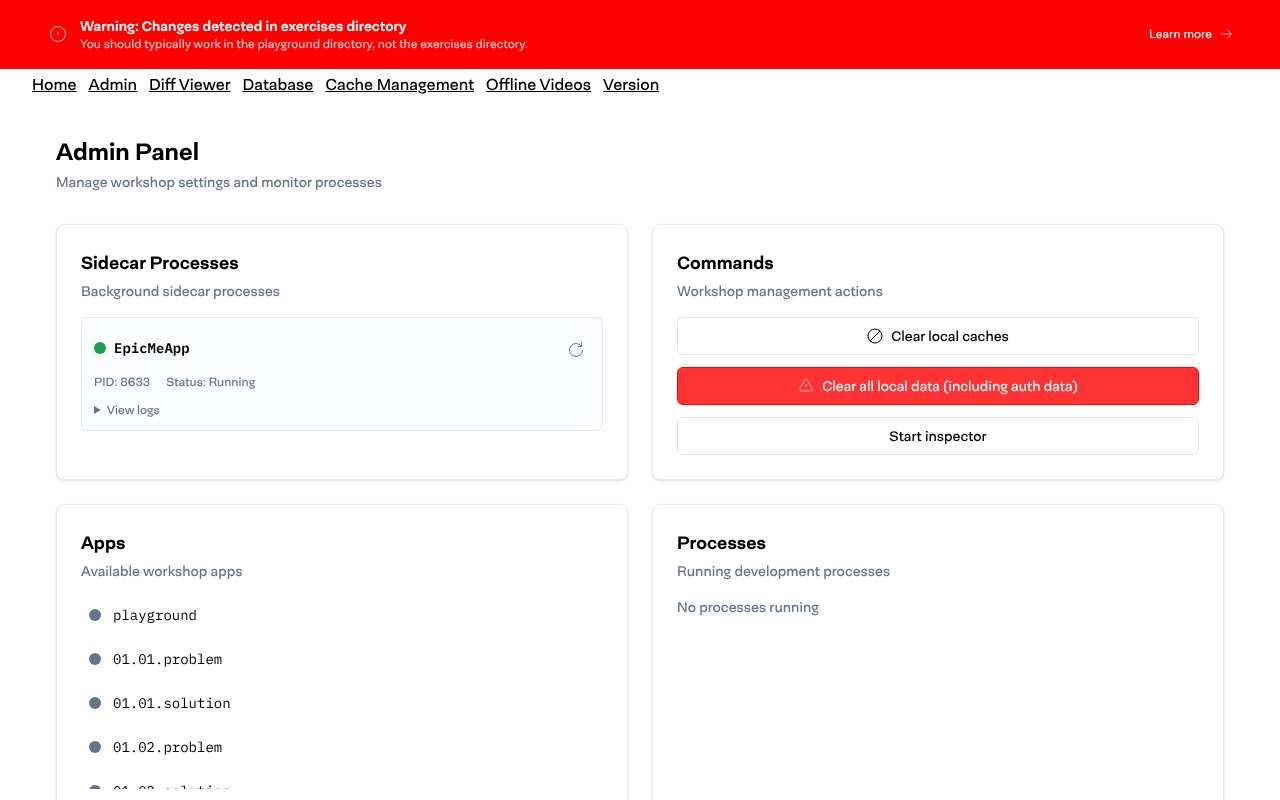 Warning: Changes detected in exercises directory
You should typically work in the playground directory, not the exercises directory.
Learn more
Home Admin Diff Viewer Database Cache Management Offline Videos Version
Admin Panel
Manage workshop settings and monitor processes
Sidecar Processes
Background sidecar processes
EpicMeApp
PID: 8633 Status: Running
View logs
Commands
Workshop management actions
Clear local caches
Clear all local data (including auth data)
Start inspector
Apps
Available workshop apps
playground
01.01.problem
01.01.solution
01.02.problem
Processes
Running development processes
No processes running